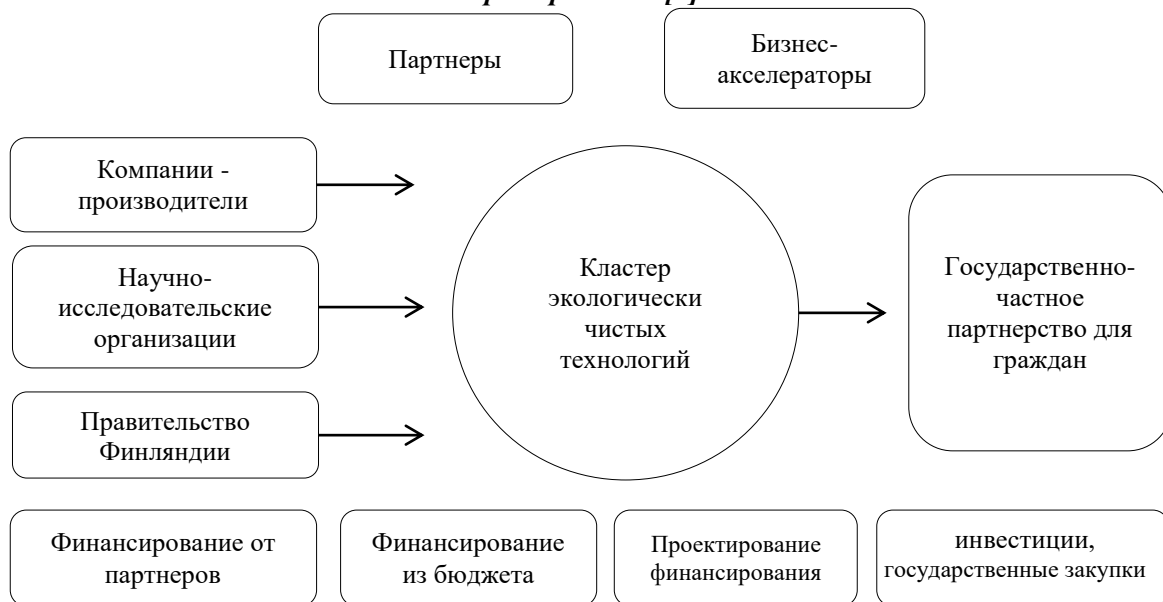 Партнеры
Бизнес-
акселераторы
Компании -
производители
Научно-
исследовательские
организации
Правительство
Финляндии
Кластер
экологически
чистых
технологий
Государственно-
частное
партнерство для
граждан
Финансирование от
партнеров
Финансирование
из бюджета
Проектирование
финансирования
инвестиции,
государственные закупки